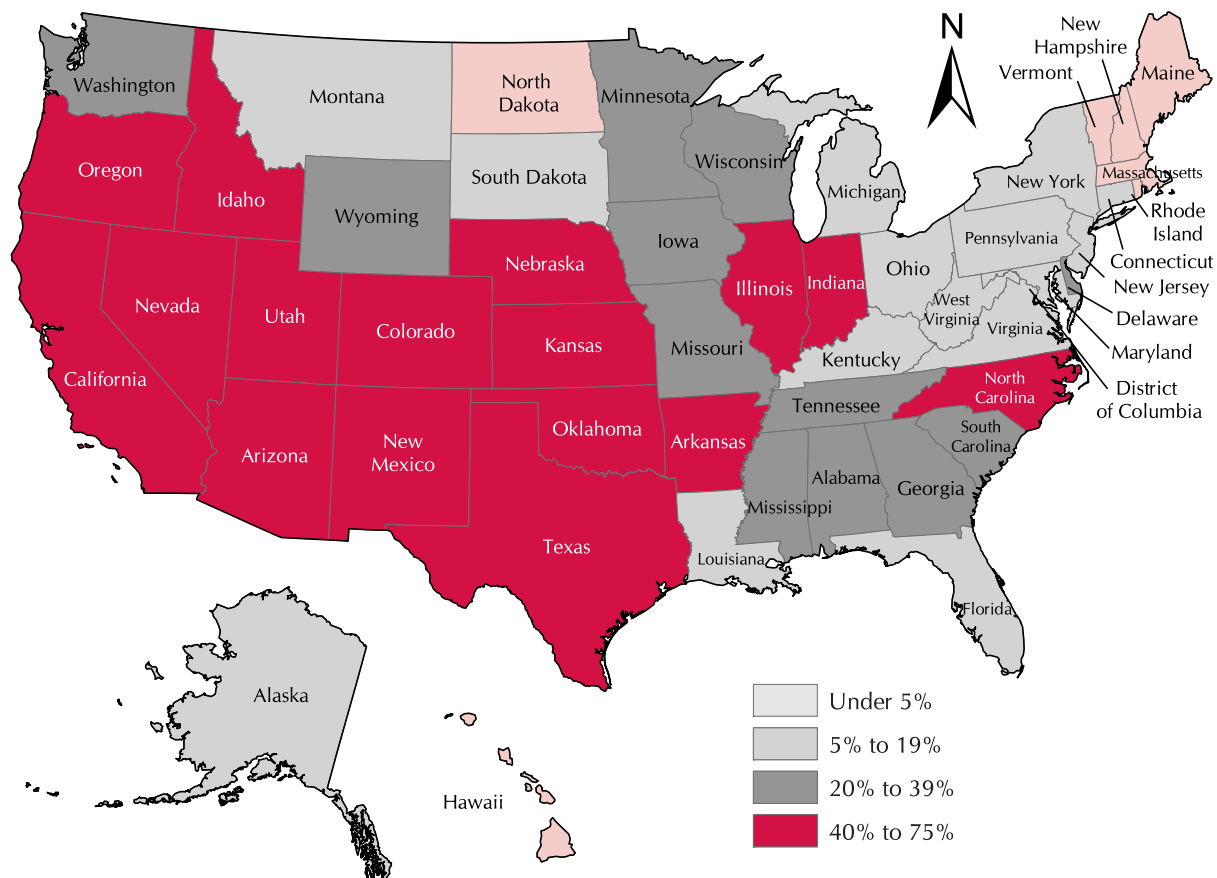 N
New
Hampshire
Vermont
Maine
Washington
Montana
North
Dakota
Minnesota
Oregon
Idaho
Wyoming
South Dakota
Wisconsin
Michigan
New York
Massachusetts
Rhode
Island
Connecticut
New Jersey
Delaware
Maryland
District
of Columbia
Nevada
Utah
Colorado
Nebraska
Iowa
Illinois
Indiana
Ohio
Pennsylvania
West
Virginia
Virginia
California
Kansas
Missouri
Kentucky
North
Carolina
Tennessee
South
Carolina
Arizona
New
Mexico
Oklahoma
Arkansas
Mississippi
Alabama
Georgia
Texas
Louisiana
Florida
Alaska
Hawaii
Under 5%
5% to 19%
20% to 39%
40% to 75%